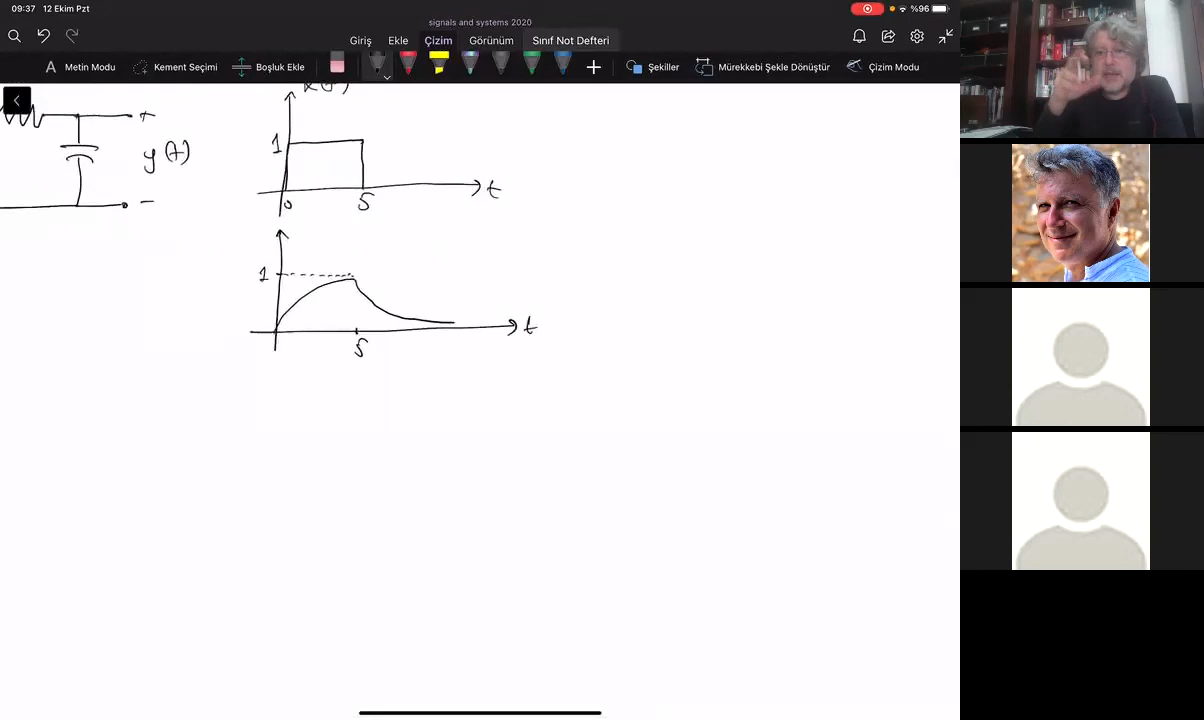 09:37 12 Ekim Pzt
%96
signals and systems 2020
Giriş Ekle Çizim Görünüm Sınıf Not Defteri
A Metin Modu Kement Seçimi Boşluk Ekle Şekiller Mürekkebi Şekle Dönüştür Çizim Modu
+
y(t)
-
1
0 5 t
1
5 t